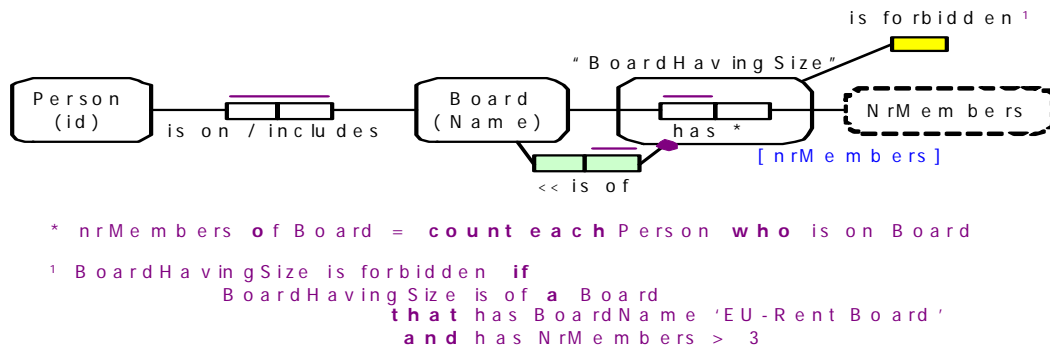 is forbidden ¹
"BoardHavingSize"
Person
(id)
is on / includes
Board
(Name)
has *
NrMembers
[nrMembers]
<< is of
* nrMembers of Board = count each Person who is on Board
¹ BoardHavingSize is forbidden if
BoardHavingSize is of a Board
that has BoardName 'EU-Rent Board'
and has NrMembers > 3